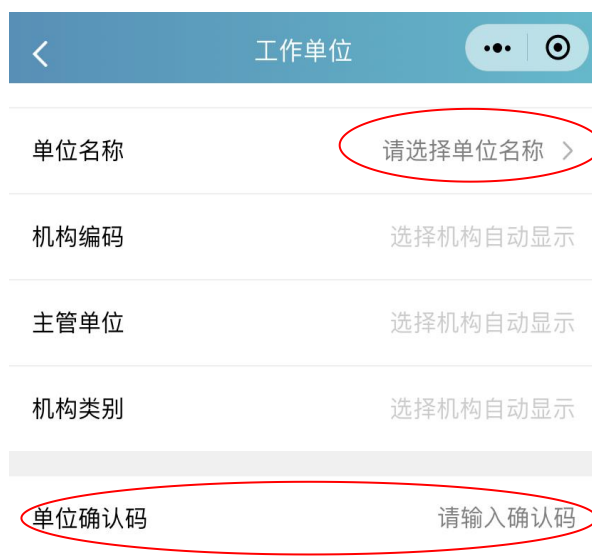 工作单位
单位名称 请选择单位名称
机构编码 选择机构自动显示
主管单位 选择机构自动显示
机构类别 选择机构自动显示
单位确认码 请输入确认码